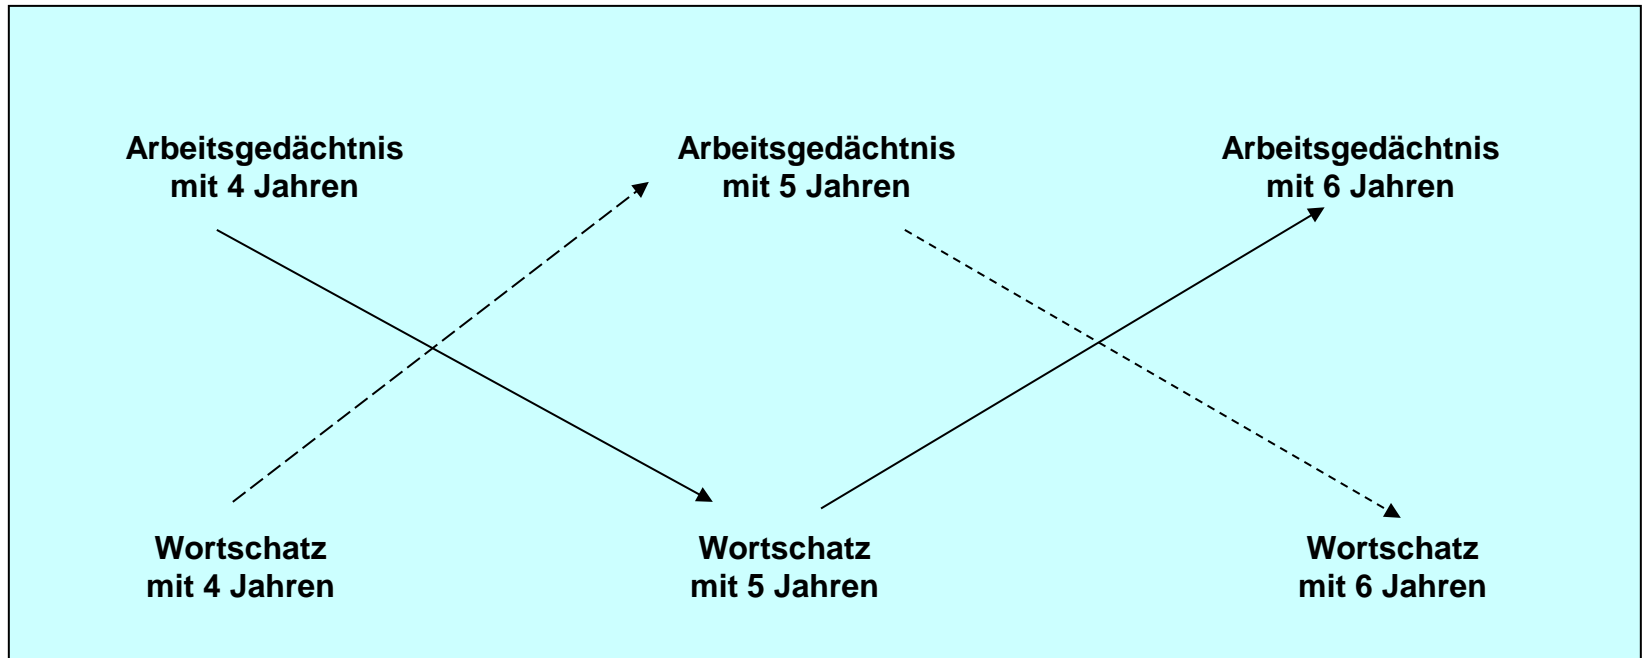 Arbeitsgedächtnis
mit 4 Jahren
Arbeitsgedächtnis
mit 5 Jahren
Arbeitsgedächtnis
mit 6 Jahren
Wortschatz
mit 4 Jahren
Wortschatz
mit 5 Jahren
Wortschatz
mit 6 Jahren